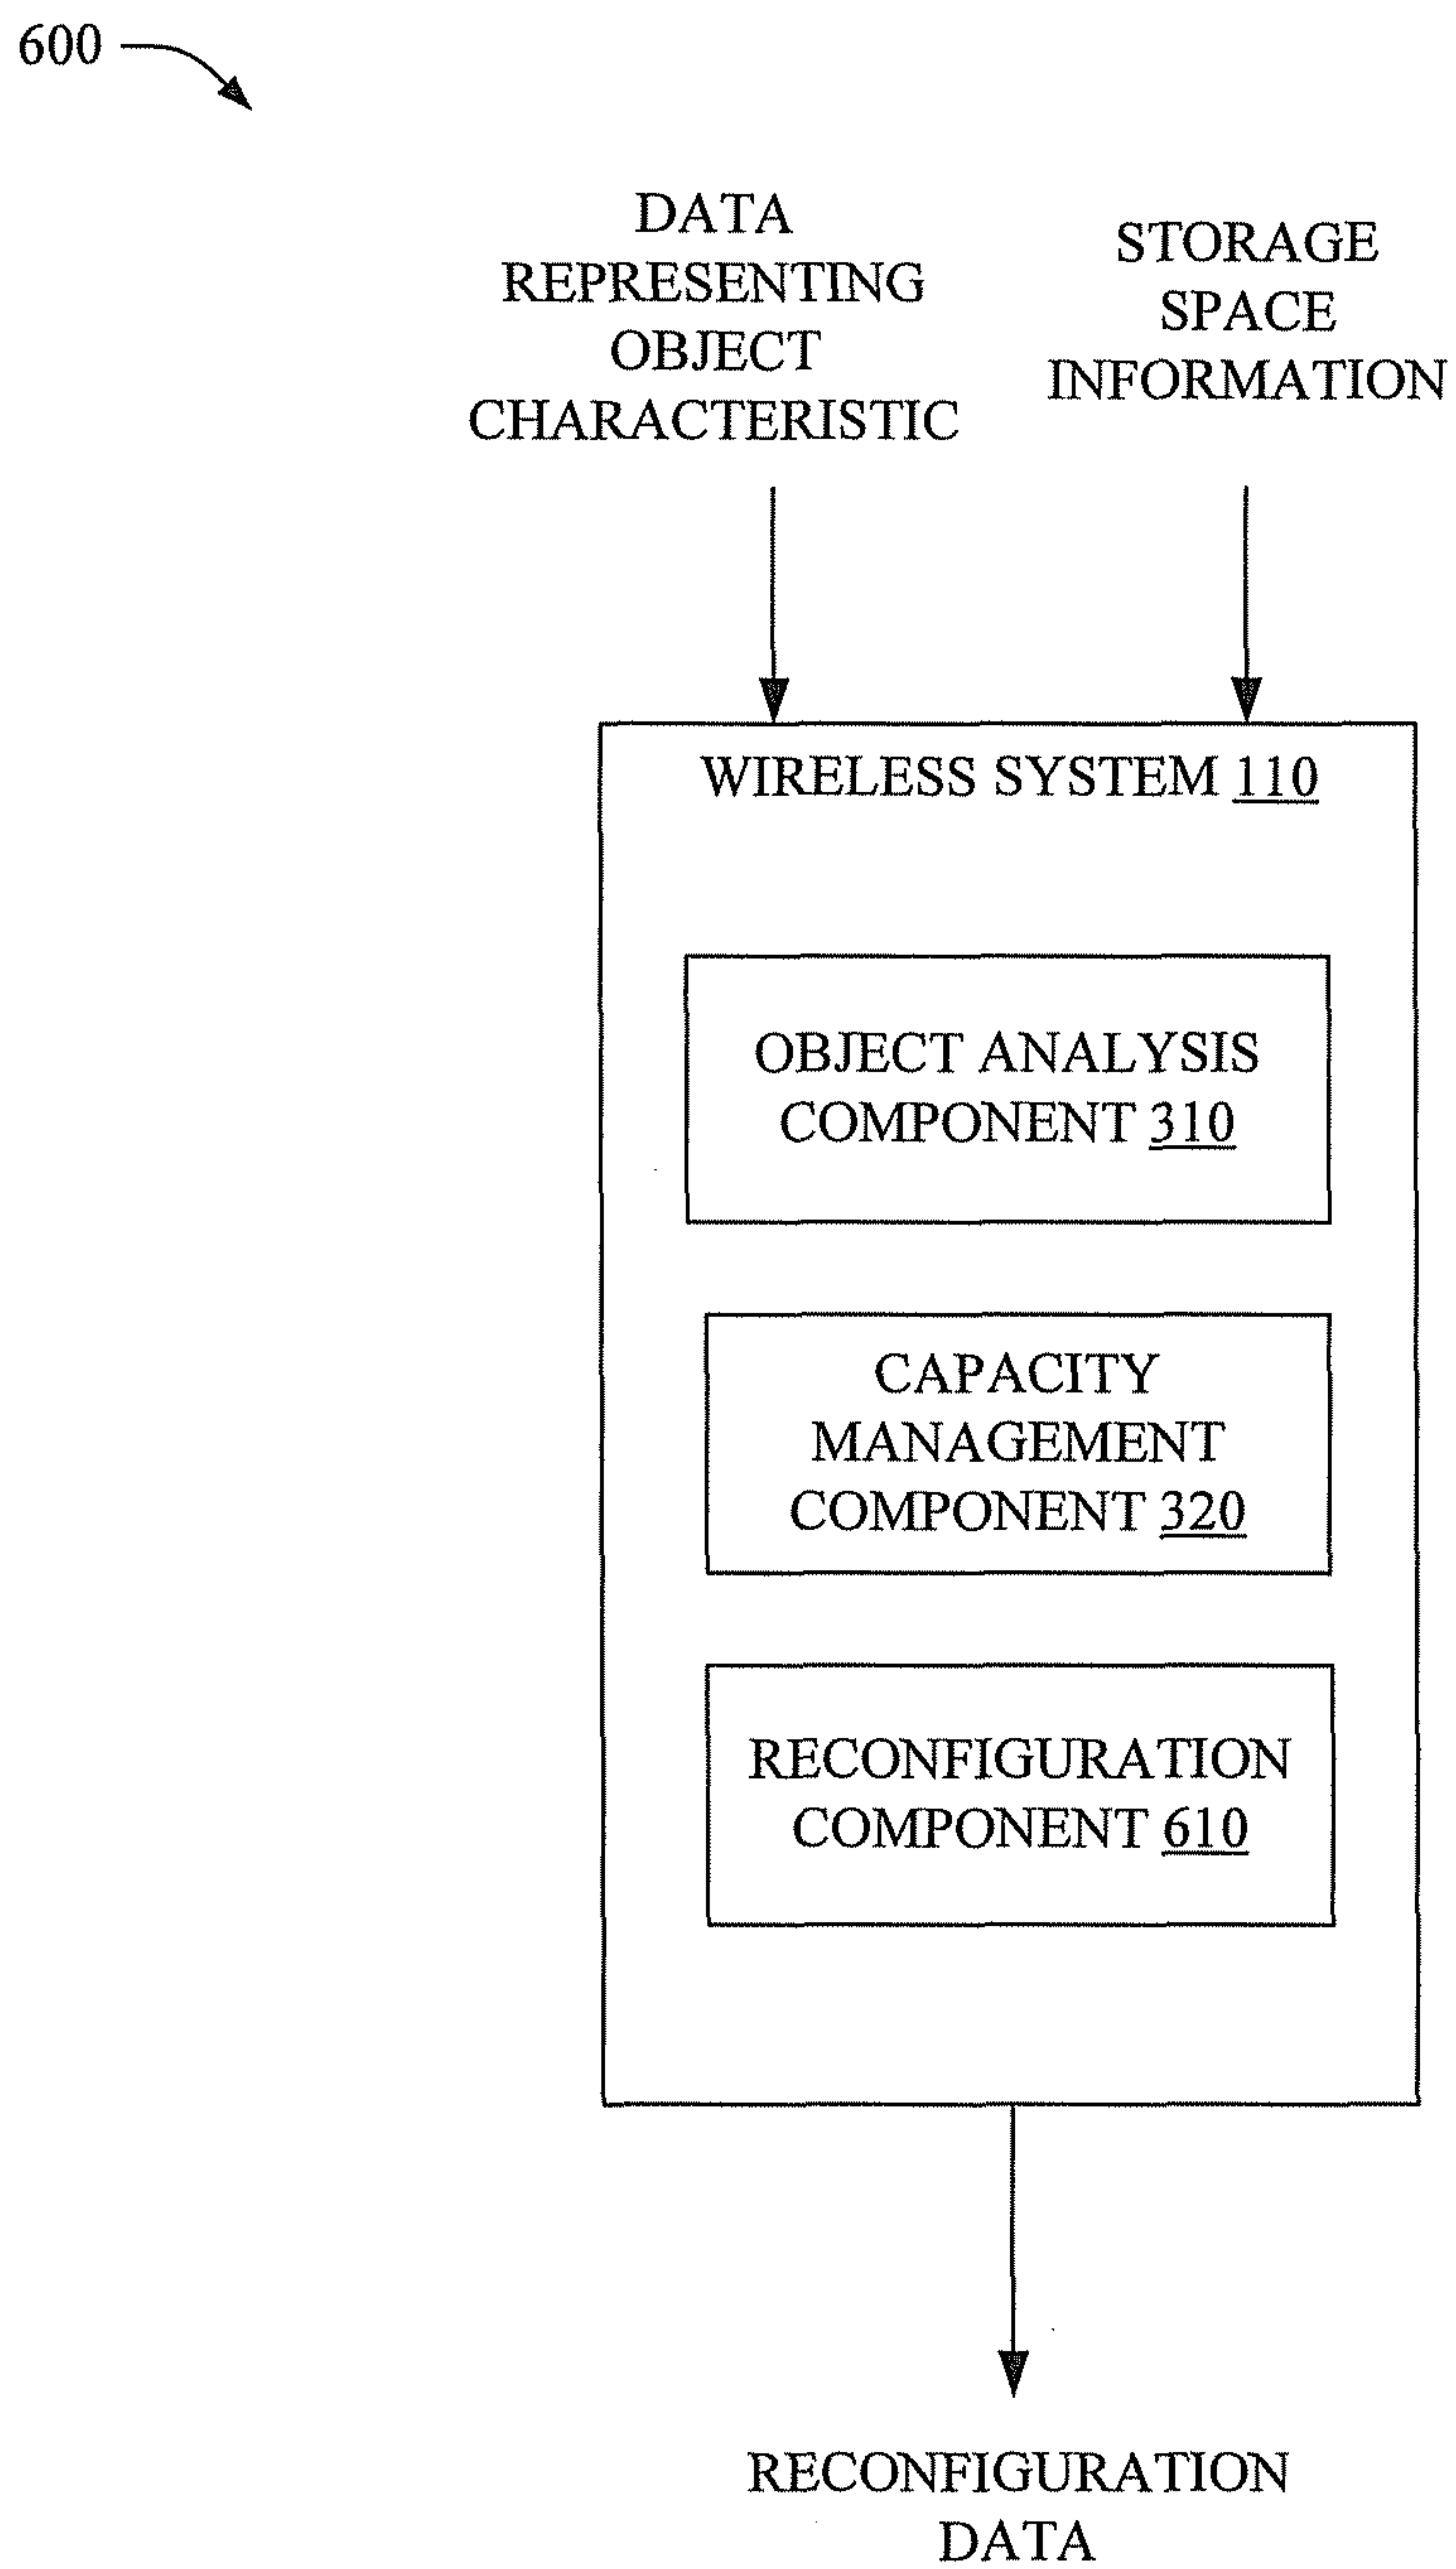 600
DATA
REPRESENTING
OBJECT
CHARACTERISTIC
STORAGE
SPACE
INFORMATION
WIRELESS SYSTEM 110
OBJECT ANALYSIS
COMPONENT 310
CAPACITY
MANAGEMENT
COMPONENT 320
RECONFIGURATION
COMPONENT 610
RECONFIGURATION
DATA